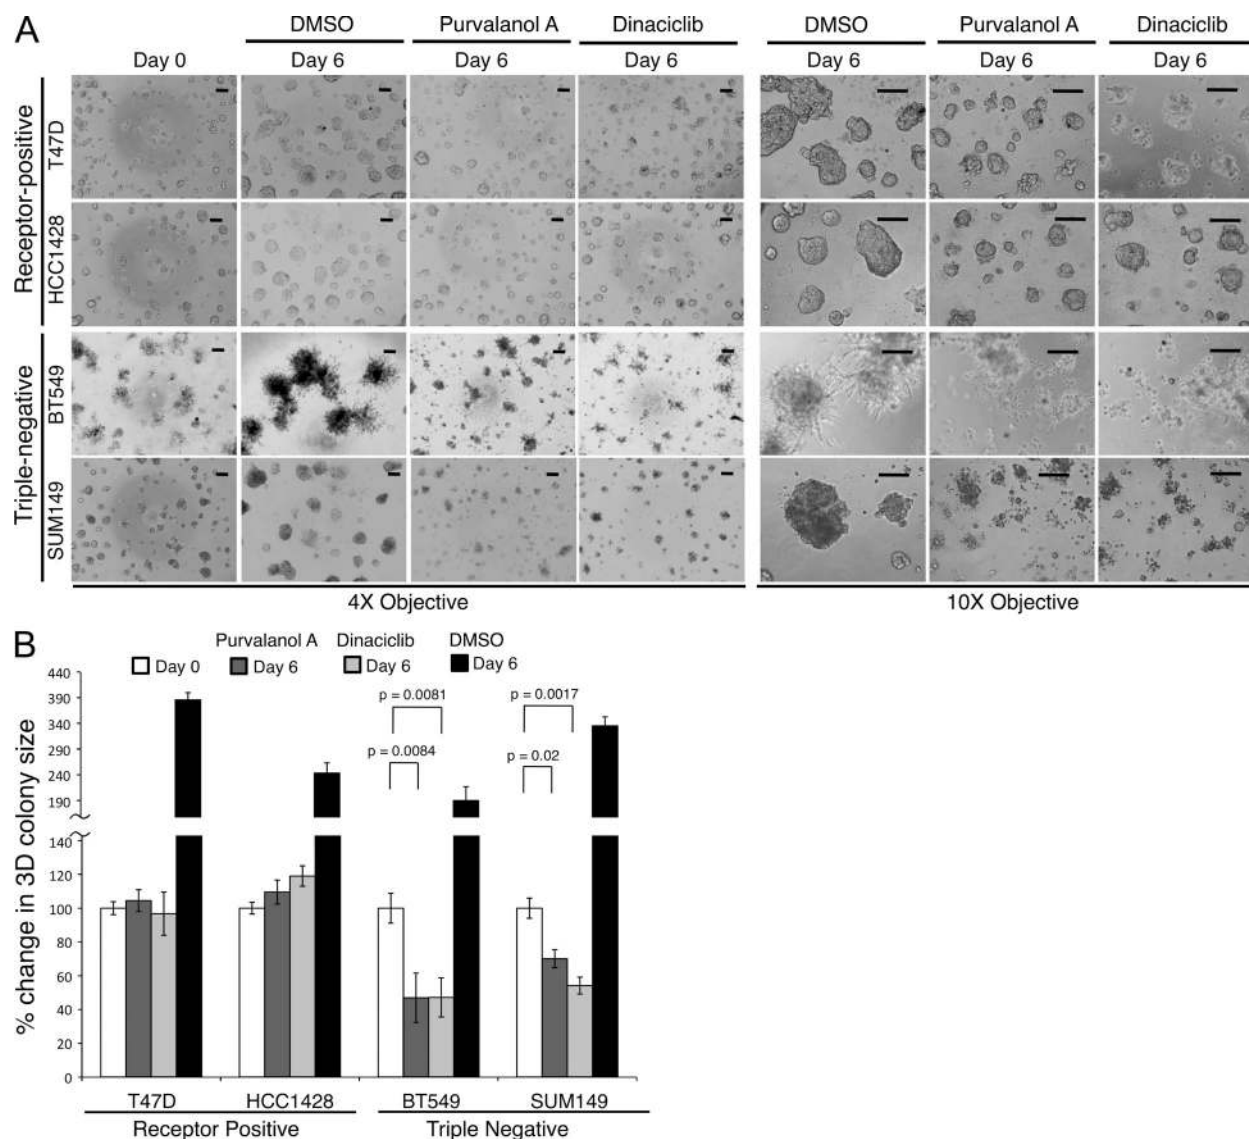 A
DMSO Purvalanol A Dinaciclib DMSO Purvalanol A Dinaciclib
Day 0 Day 6 Day 6 Day 6 Day 6 Day 6 Day 6
Receptor-positive
T47D
HCC1428
Triple-negative
BT549
SUM149
4X Objective 10X Objective
B
Purvalanol A Dinaciclib DMSO
Day 0 Day 6 Day 6 Day 6
% change in 3D colony size
440
390
340
290
240
190
140
120
100
80
60
40
20
0
p = 0.0081
p = 0.0084
p = 0.0017
p = 0.02
T47D HCC1428 BT549 SUM149
Receptor Positive Triple Negative